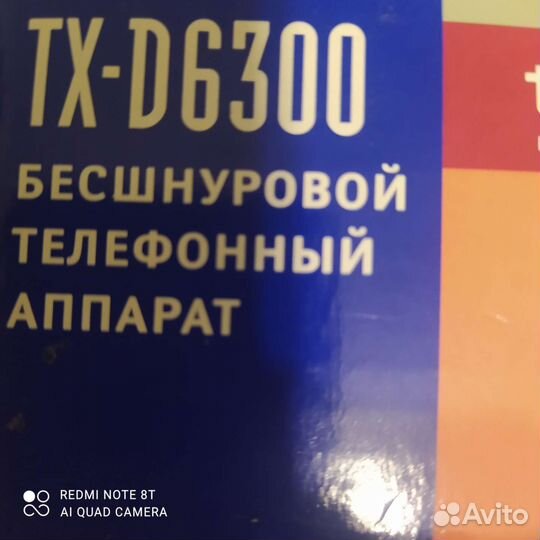 TX-D6300
БЕСШНУРОВОЙ
ТЕЛЕФОННЫЙ
АППАРАТ
REDMI NOTE 8T
AI QUAD CAMERA
Avito